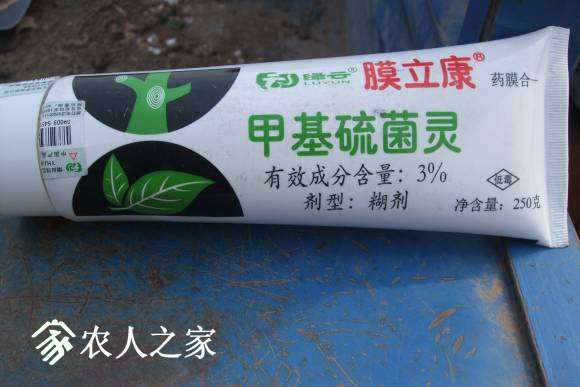 绿云
LUYUN
膜立康®
药膜合一
甲基硫菌灵
有效成分含量：3%
低毒
剂型：糊剂
净含量：250克
农人之家